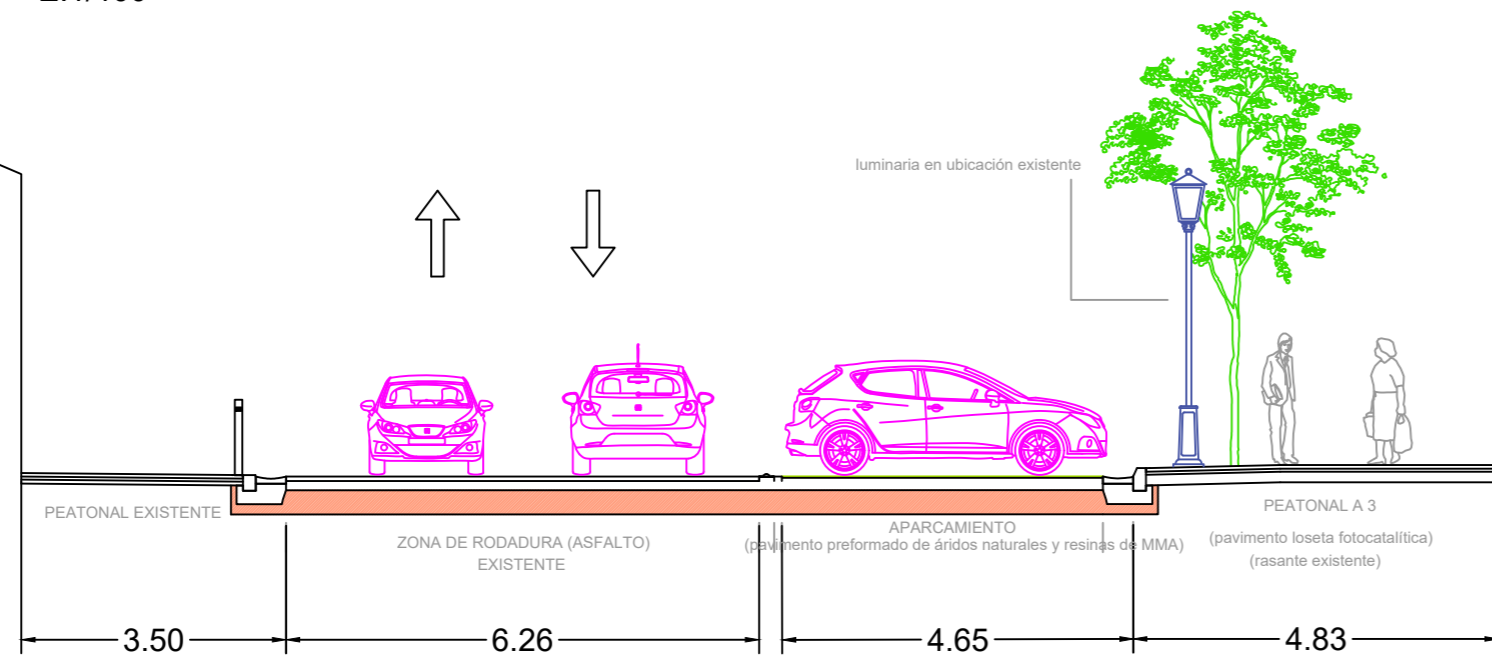 luminaria en ubicación existente
PEATONAL EXISTENTE
ZONA DE RODADURA (ASFALTO)
EXISTENTE
APARCAMIENTO
(pavimento preformado de áridos naturales y resinas de MMA)
PEATONAL A 3
(pavimento loseta fotocatalítica)
(rasante existente)
3.50
6.26
4.65
4.83